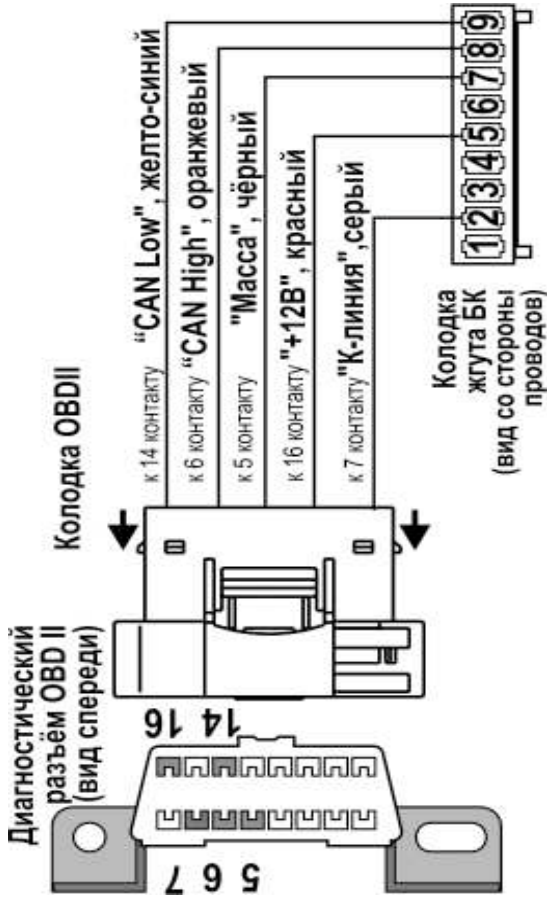 Диагностический
разъём OBD II
(вид спереди)
16 14
7 6 5
Колодка OBDII
к 14 контакту “CAN Low", желто-синий
к 6 контакту “CAN High", оранжевый
к 5 контакту "Масса", чёрный
к 16 контакту "+12В", красный
к 7 контакту "К-линия",серый
1 2 3 4 5 6 7 8 9
Колодка
жгута БК
(вид со стороны
проводов)